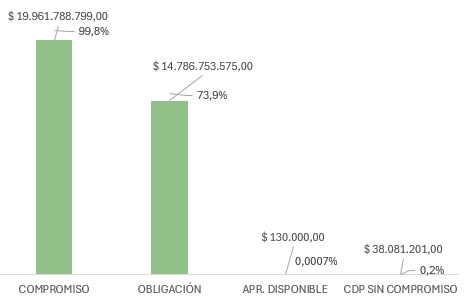 $ 19.961.788.799,00
99,8%
$ 14.786.753.575,00
73,9%
$ 130.000,00
0,0007%
$ 38.081.201,00
0,2%
COMPROMISO
OBLIGACIÓN
APR. DISPONIBLE
CDP SIN COMPROMISO